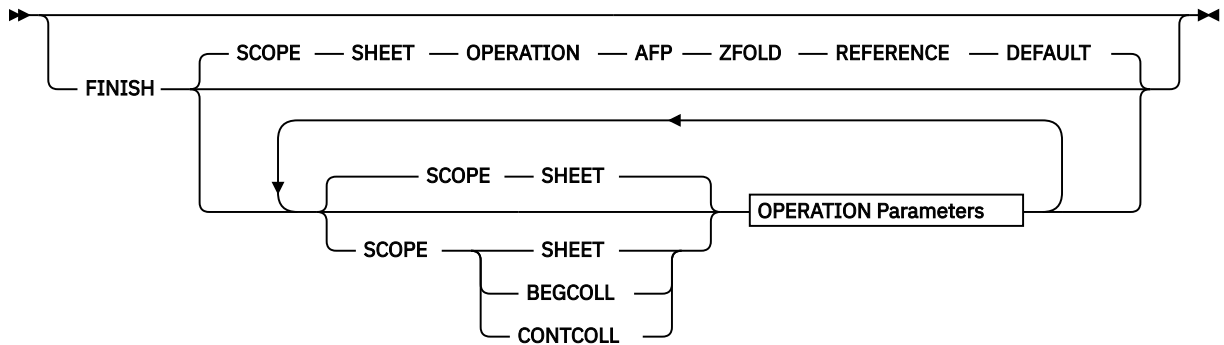 SCOPE SHEET OPERATION AFP ZFOLD REFERENCE DEFAULT
FINISH
SCOPE SHEET
OPERATION Parameters
SCOPE SHEET
BEGCOLL
CONTCOLL